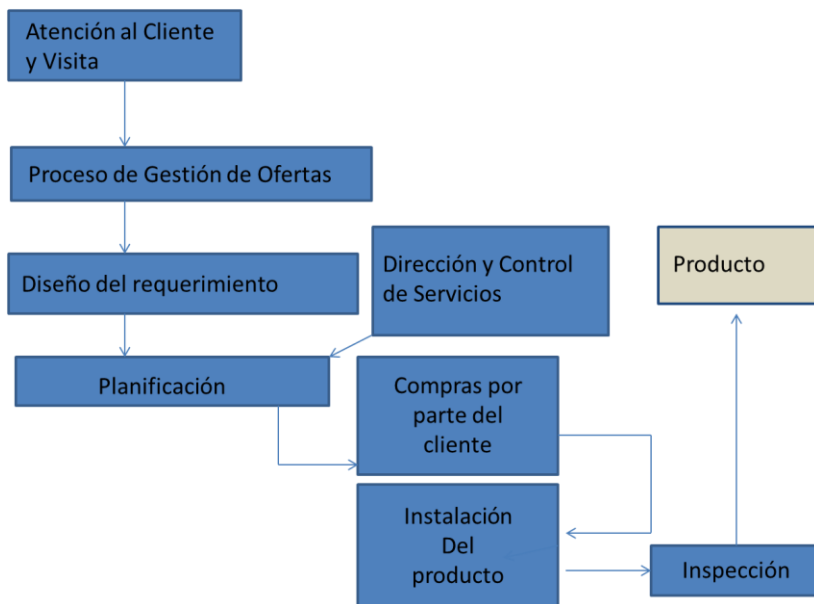 Atención al Cliente
y Visita
Proceso de Gestión de Ofertas
Diseño del requerimiento
Dirección y Control
de Servicios
Producto
Planificación
Compras por
parte del
cliente
Instalación
Del
producto
Inspección